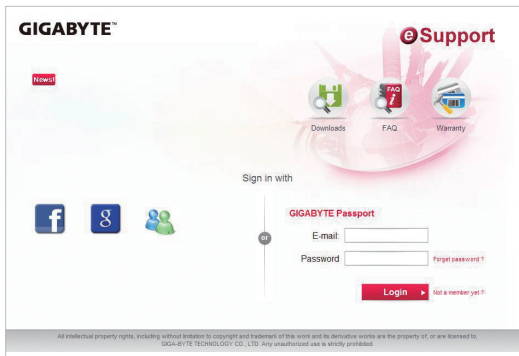 GIGABYTE™
eSupport
News!
FAQ
Downloads
FAQ
Warranty
Sign in with
f
g
or
GIGABYTE Passport
E-mail:
Password
Forget password ?
Login
Not a member yet ?
All intellectual property rights, including without limitation to copyright and trademark of this work and its derivative works are the property of, or are licensed to,
GIGA-BYTE TECHNOLOGY CO., LTD. Any unauthorized use is strictly prohibited.